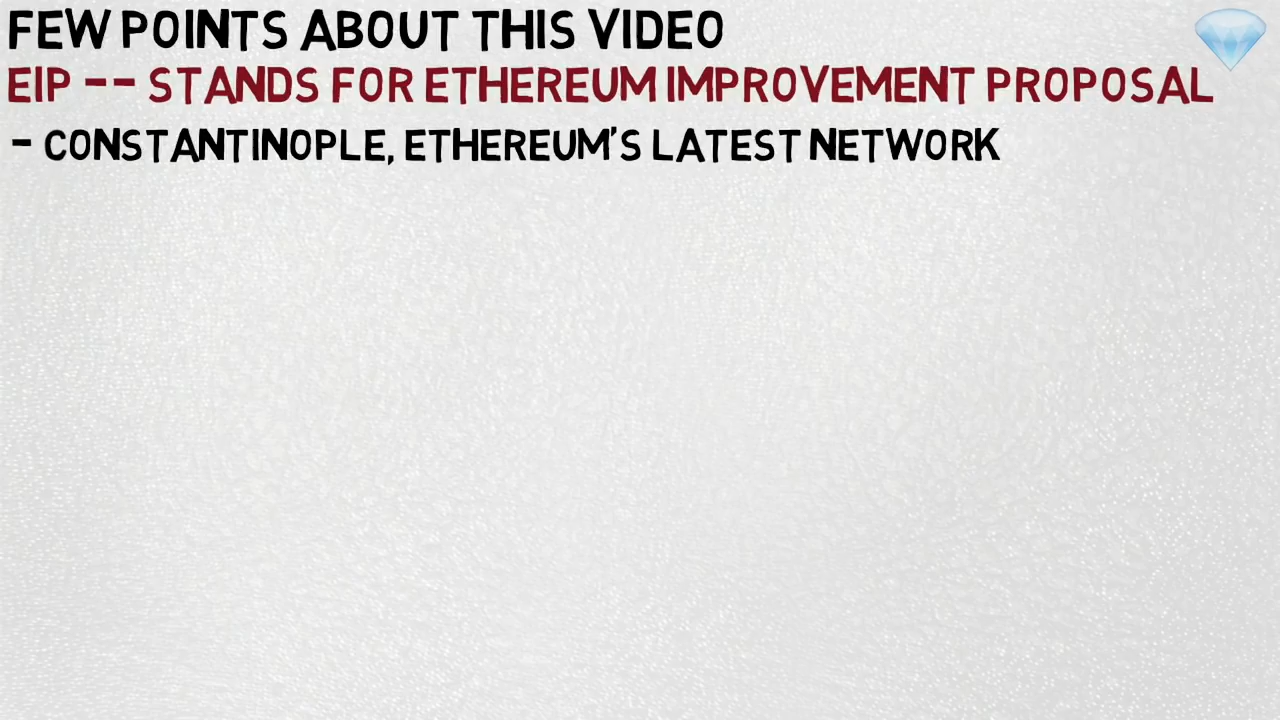 FEW POINTS ABOUT THIS VIDEO
EIP -- STANDS FOR ETHEREUM IMPROVEMENT PROPOSAL
- CONSTANTINOPLE, ETHEREUM'S LATEST NETWORK